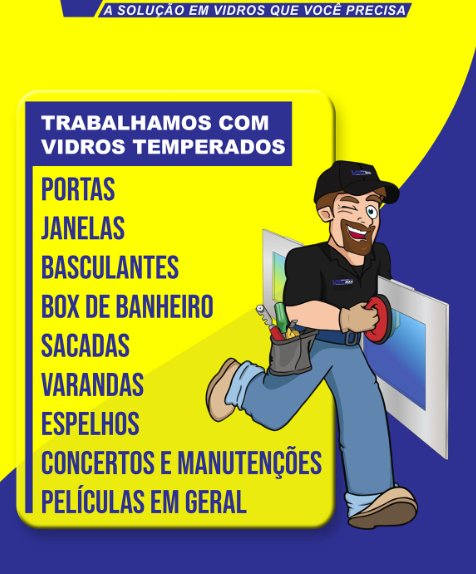 A SOLUÇÃO EM VIDROS QUE VOCÊ PRECISA
TRABALHAMOS COM
VIDROS TEMPERADOS
PORTAS
JANELAS
BASCULANTES
BOX DE BANHEIRO
SACADAS
VARANDAS
ESPELHOS
CONCERTOS E MANUTENÇÕES
PELÍCULAS EM GERAL